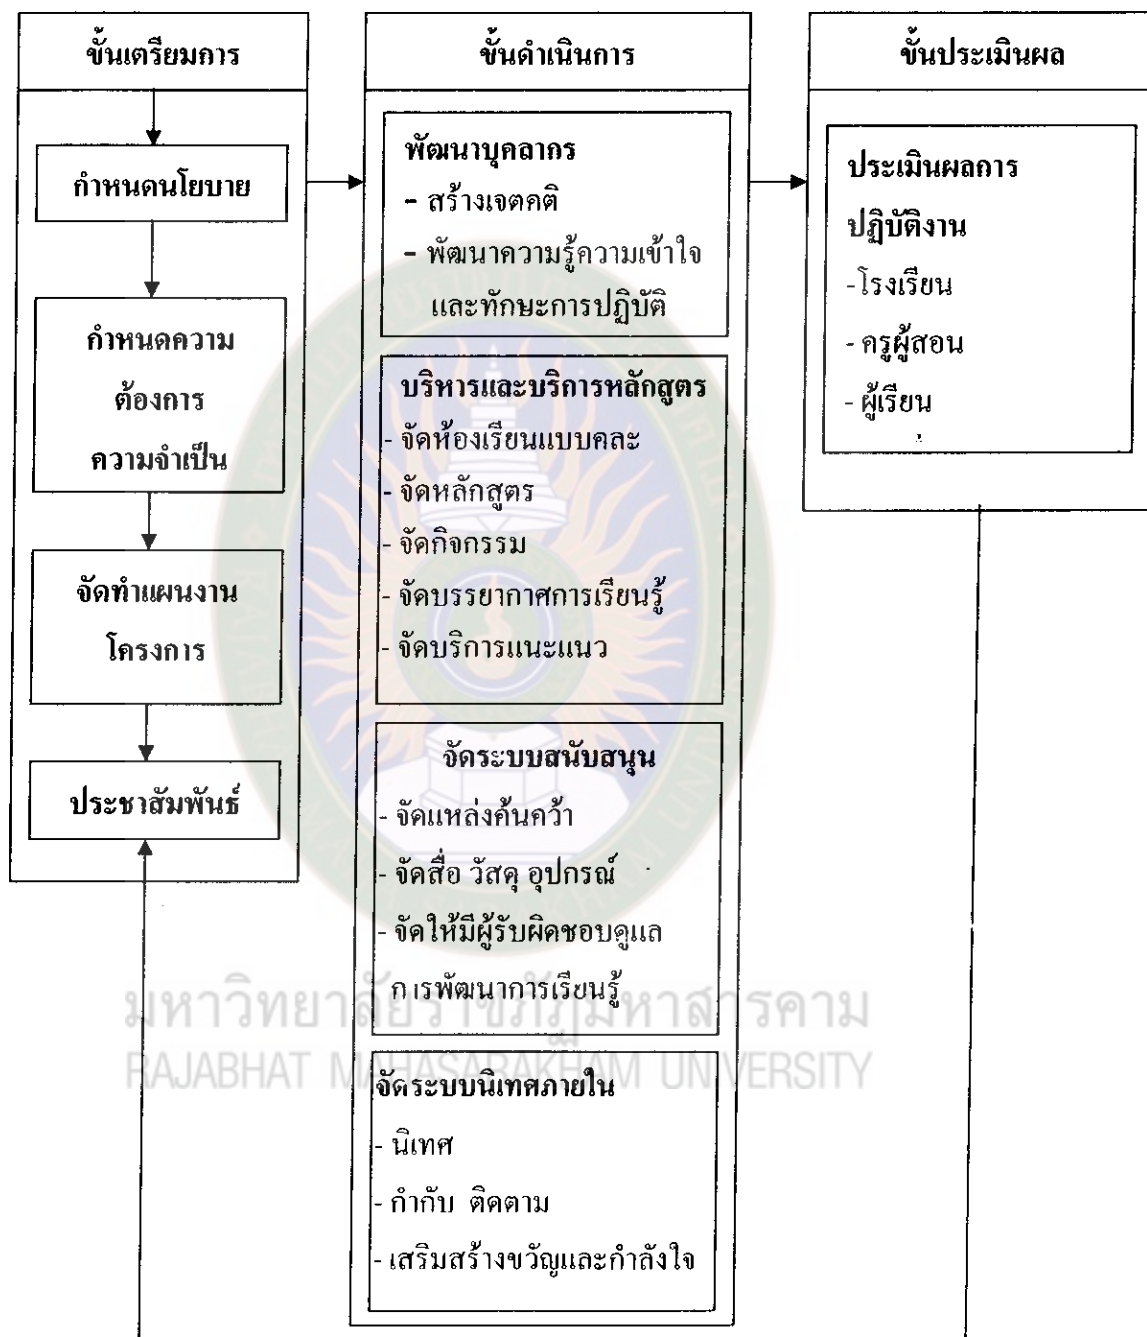 ขั้นเตรียมการ
กำหนดนโยบาย
กำหนดความ
ต้องการ
ความจำเป็น
จัดทำแผนงาน
โครงการ
ประชาสัมพันธ์
ขั้นดำเนินการ
พัฒนาบุคลากร
- สร้างเจตคติ
- พัฒนาความรู้ความเข้าใจ
และทักษะการปฏิบัติ
บริหารและบริการหลักสูตร
- จัดห้องเรียนแบบคละ
- จัดหลักสูตร
- จัดกิจกรรม
- จัดบรรยากาศการเรียนรู้
- จัดบริการแนะแนว
จัดระบบสนับสนุน
- จัดแหล่งค้นคว้า
- จัดสื่อ วัสดุ อุปกรณ์
- จัดให้มีผู้รับผิดชอบดูแล
การพัฒนาการเรียนรู้
จัดระบบนิเทศภายใน
- นิเทศ
- กำกับ ติดตาม
- เสริมสร้างขวัญและกำลังใจ
ขั้นประเมินผล
ประเมินผลการ
ปฏิบัติงาน
-โรงเรียน
- ครูผู้สอน
- ผู้เรียน
มหาวิทยาลัยราชภัฏมหาสารคาม
RAJABHAT MAHASARAKHAM UNIVERSITY